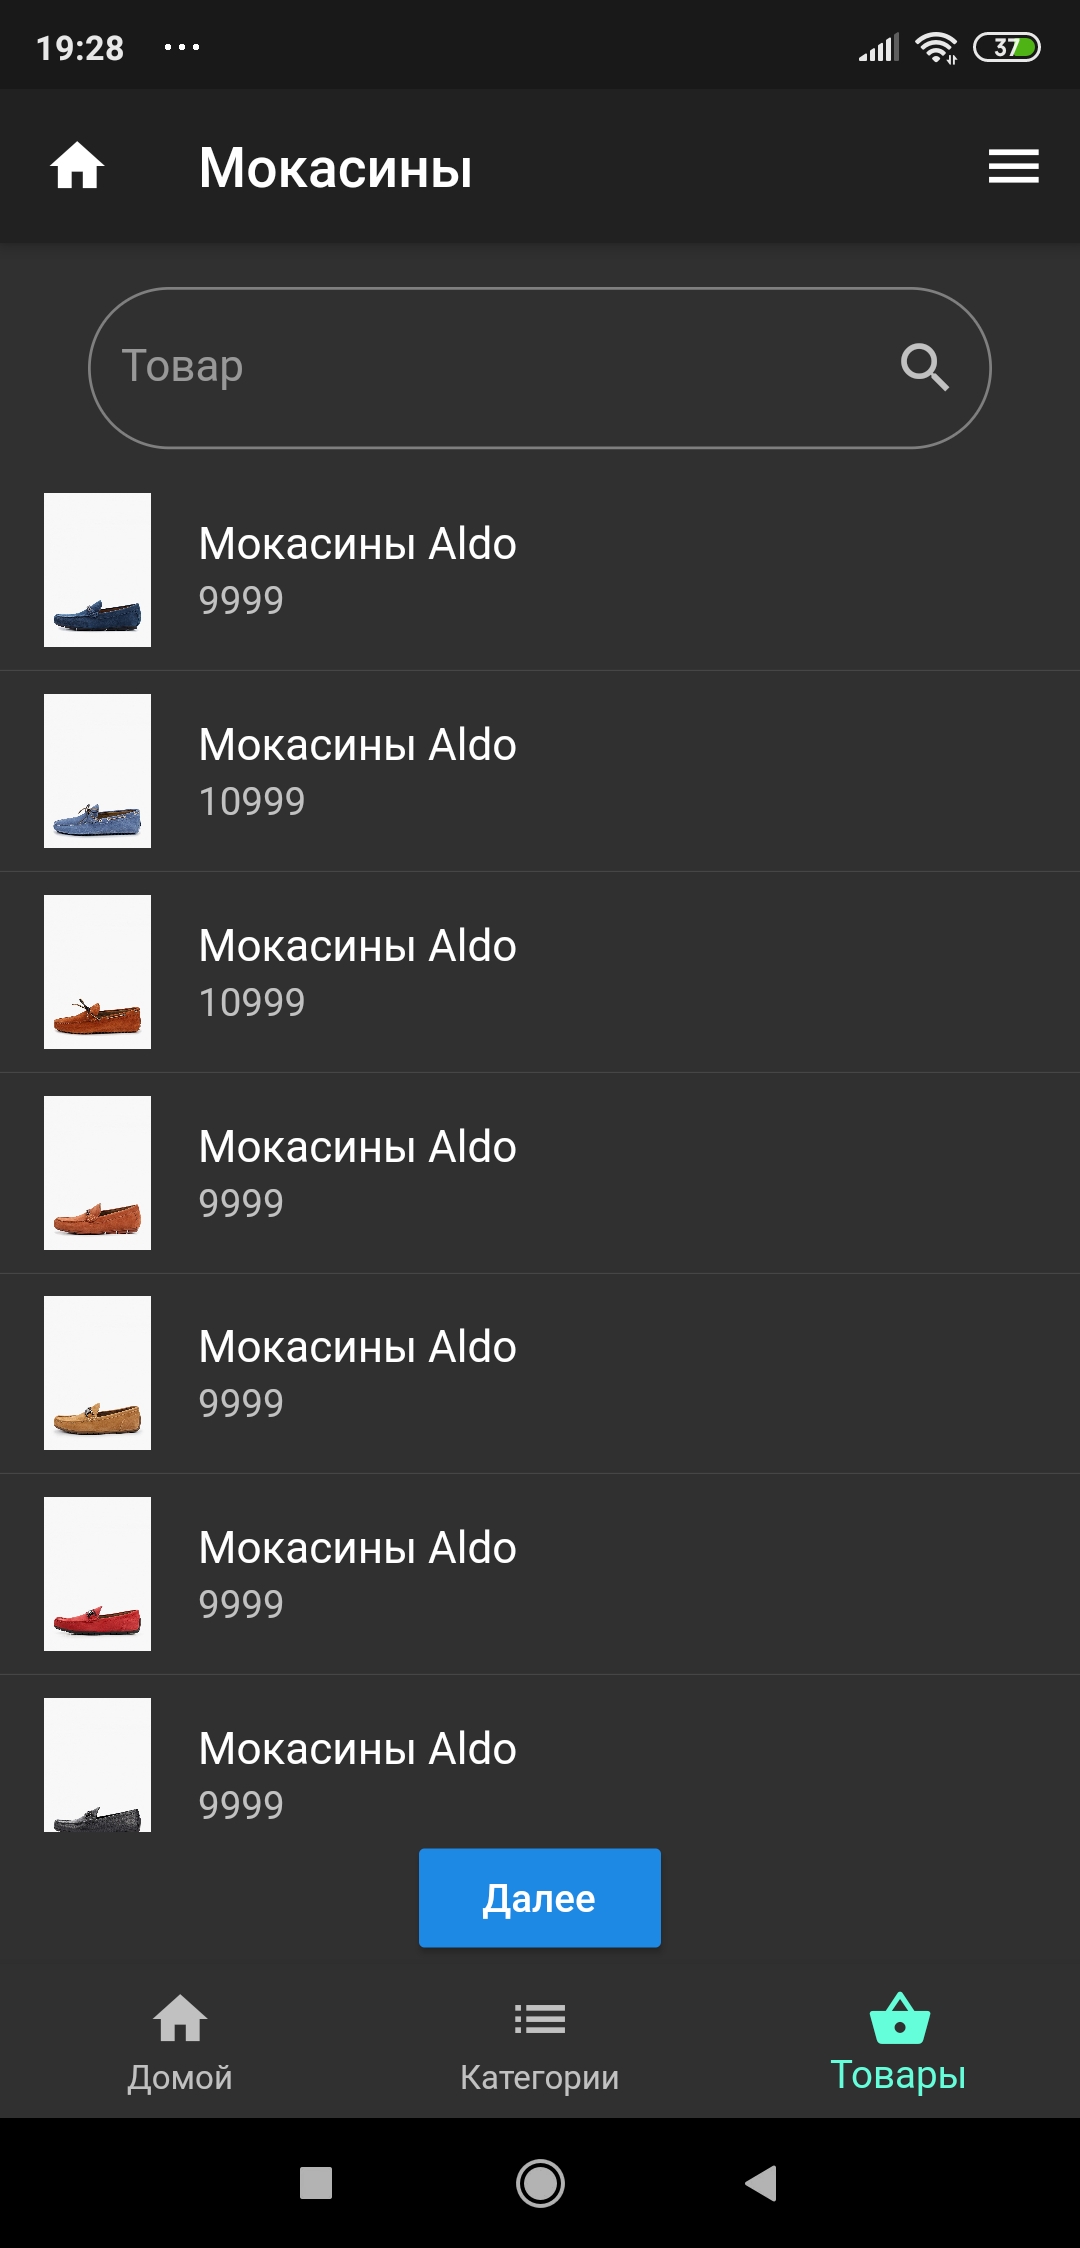 19:28 ...
37
Мокасины
Товар
Мокасины Aldo
9999
Мокасины Aldo
10999
Мокасины Aldo
10999
Мокасины Aldo
9999
Мокасины Aldo
9999
Мокасины Aldo
9999
Мокасины Aldo
9999
Далее
Домой
Категории
Товары